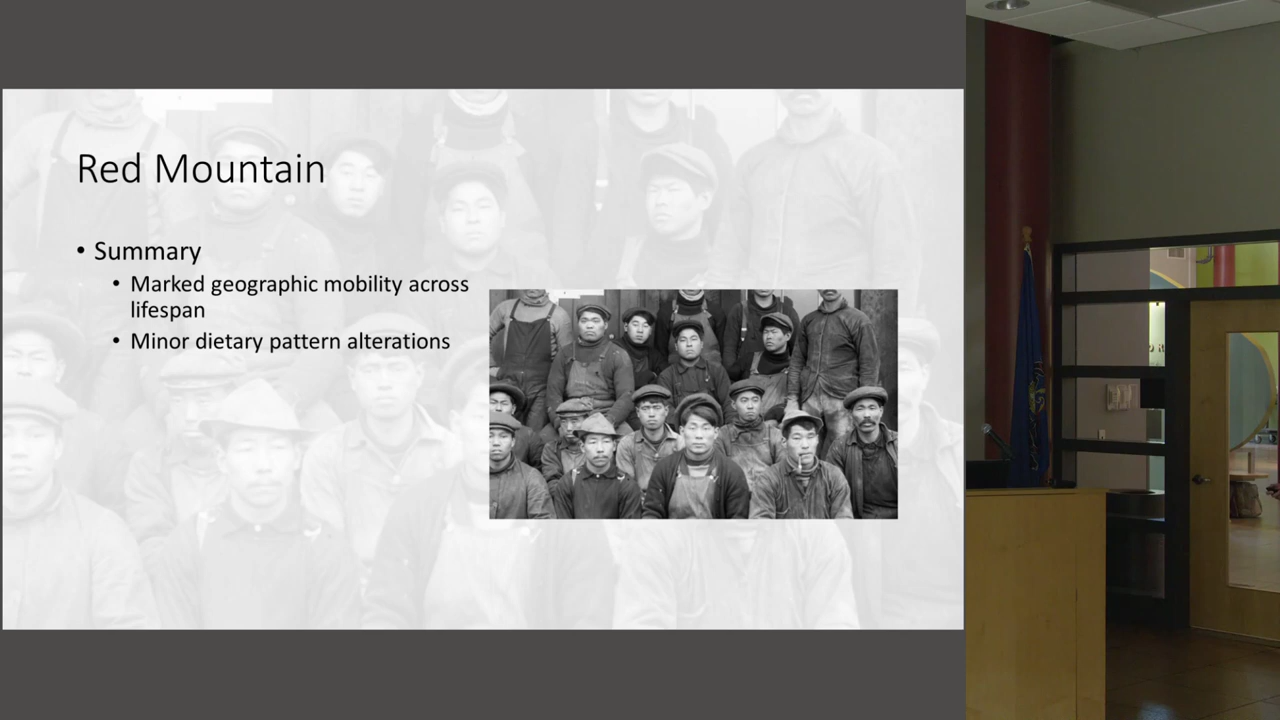 Red Mountain
• Summary
• Marked geographic mobility across
lifespan
• Minor dietary pattern alterations